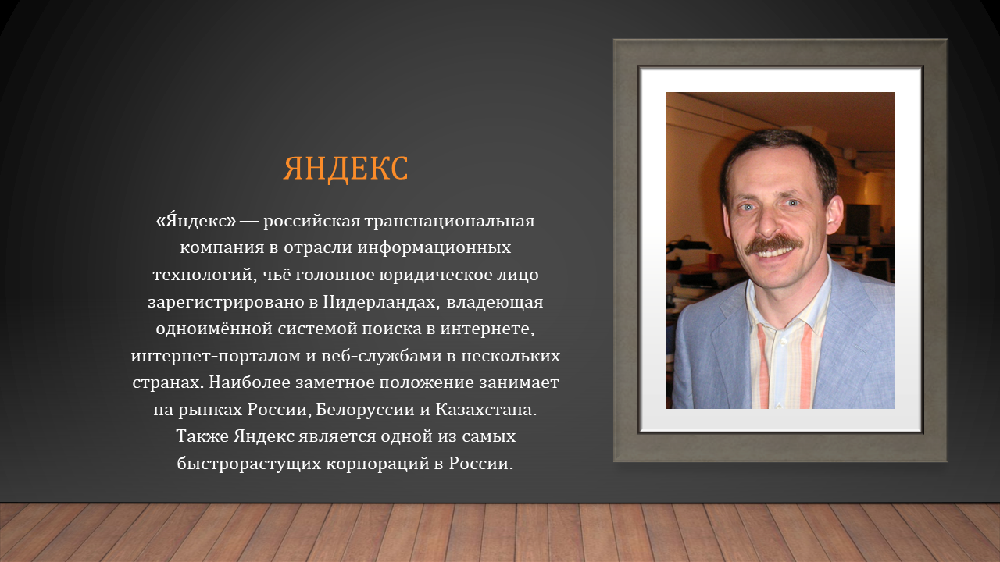 ЯНДЕКС
«Я́ндекс» — российская транснациональная
компания в отрасли информационных
технологий, чьё головное юридическое лицо
зарегистрировано в Нидерландах, владеющая
одноимённой системой поиска в интернете,
интернет-порталом и веб-службами в нескольких
странах. Наиболее заметное положение занимает
на рынках России, Белоруссии и Казахстана.
Также Яндекс является одной из самых
быстрорастущих корпораций в России.